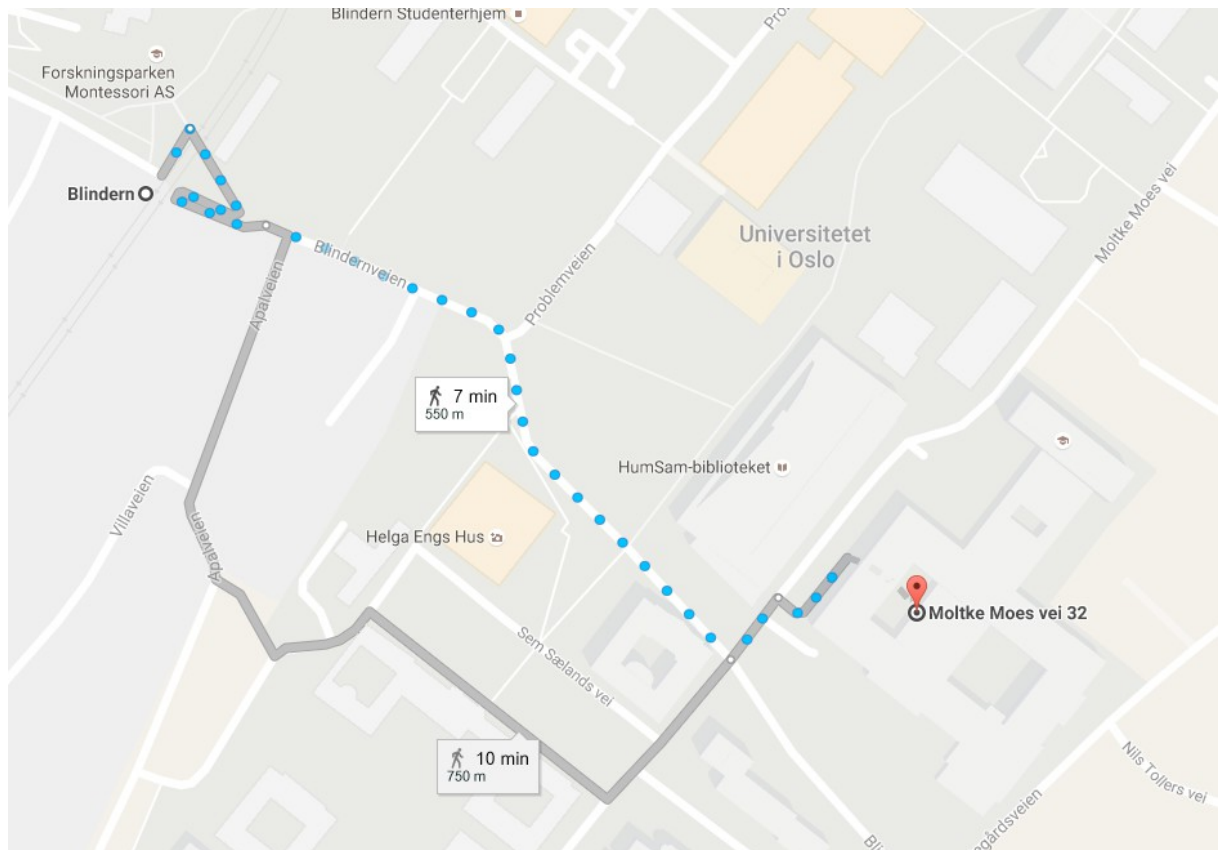 Blindern Studenterhjem
Forskningsparken
Montessori AS
Moltke Moes vei
Blindern
Universitetet
i Oslo
Blindernveien
Apalveien
Problemveien
7 min
550 m
HumSam-biblioteket
Villaveien
Helga Engs Hus
Apalveien
Moltke Moes vei 32
Sem Sælands vei
10 min
750 m
Nils Tollers vei